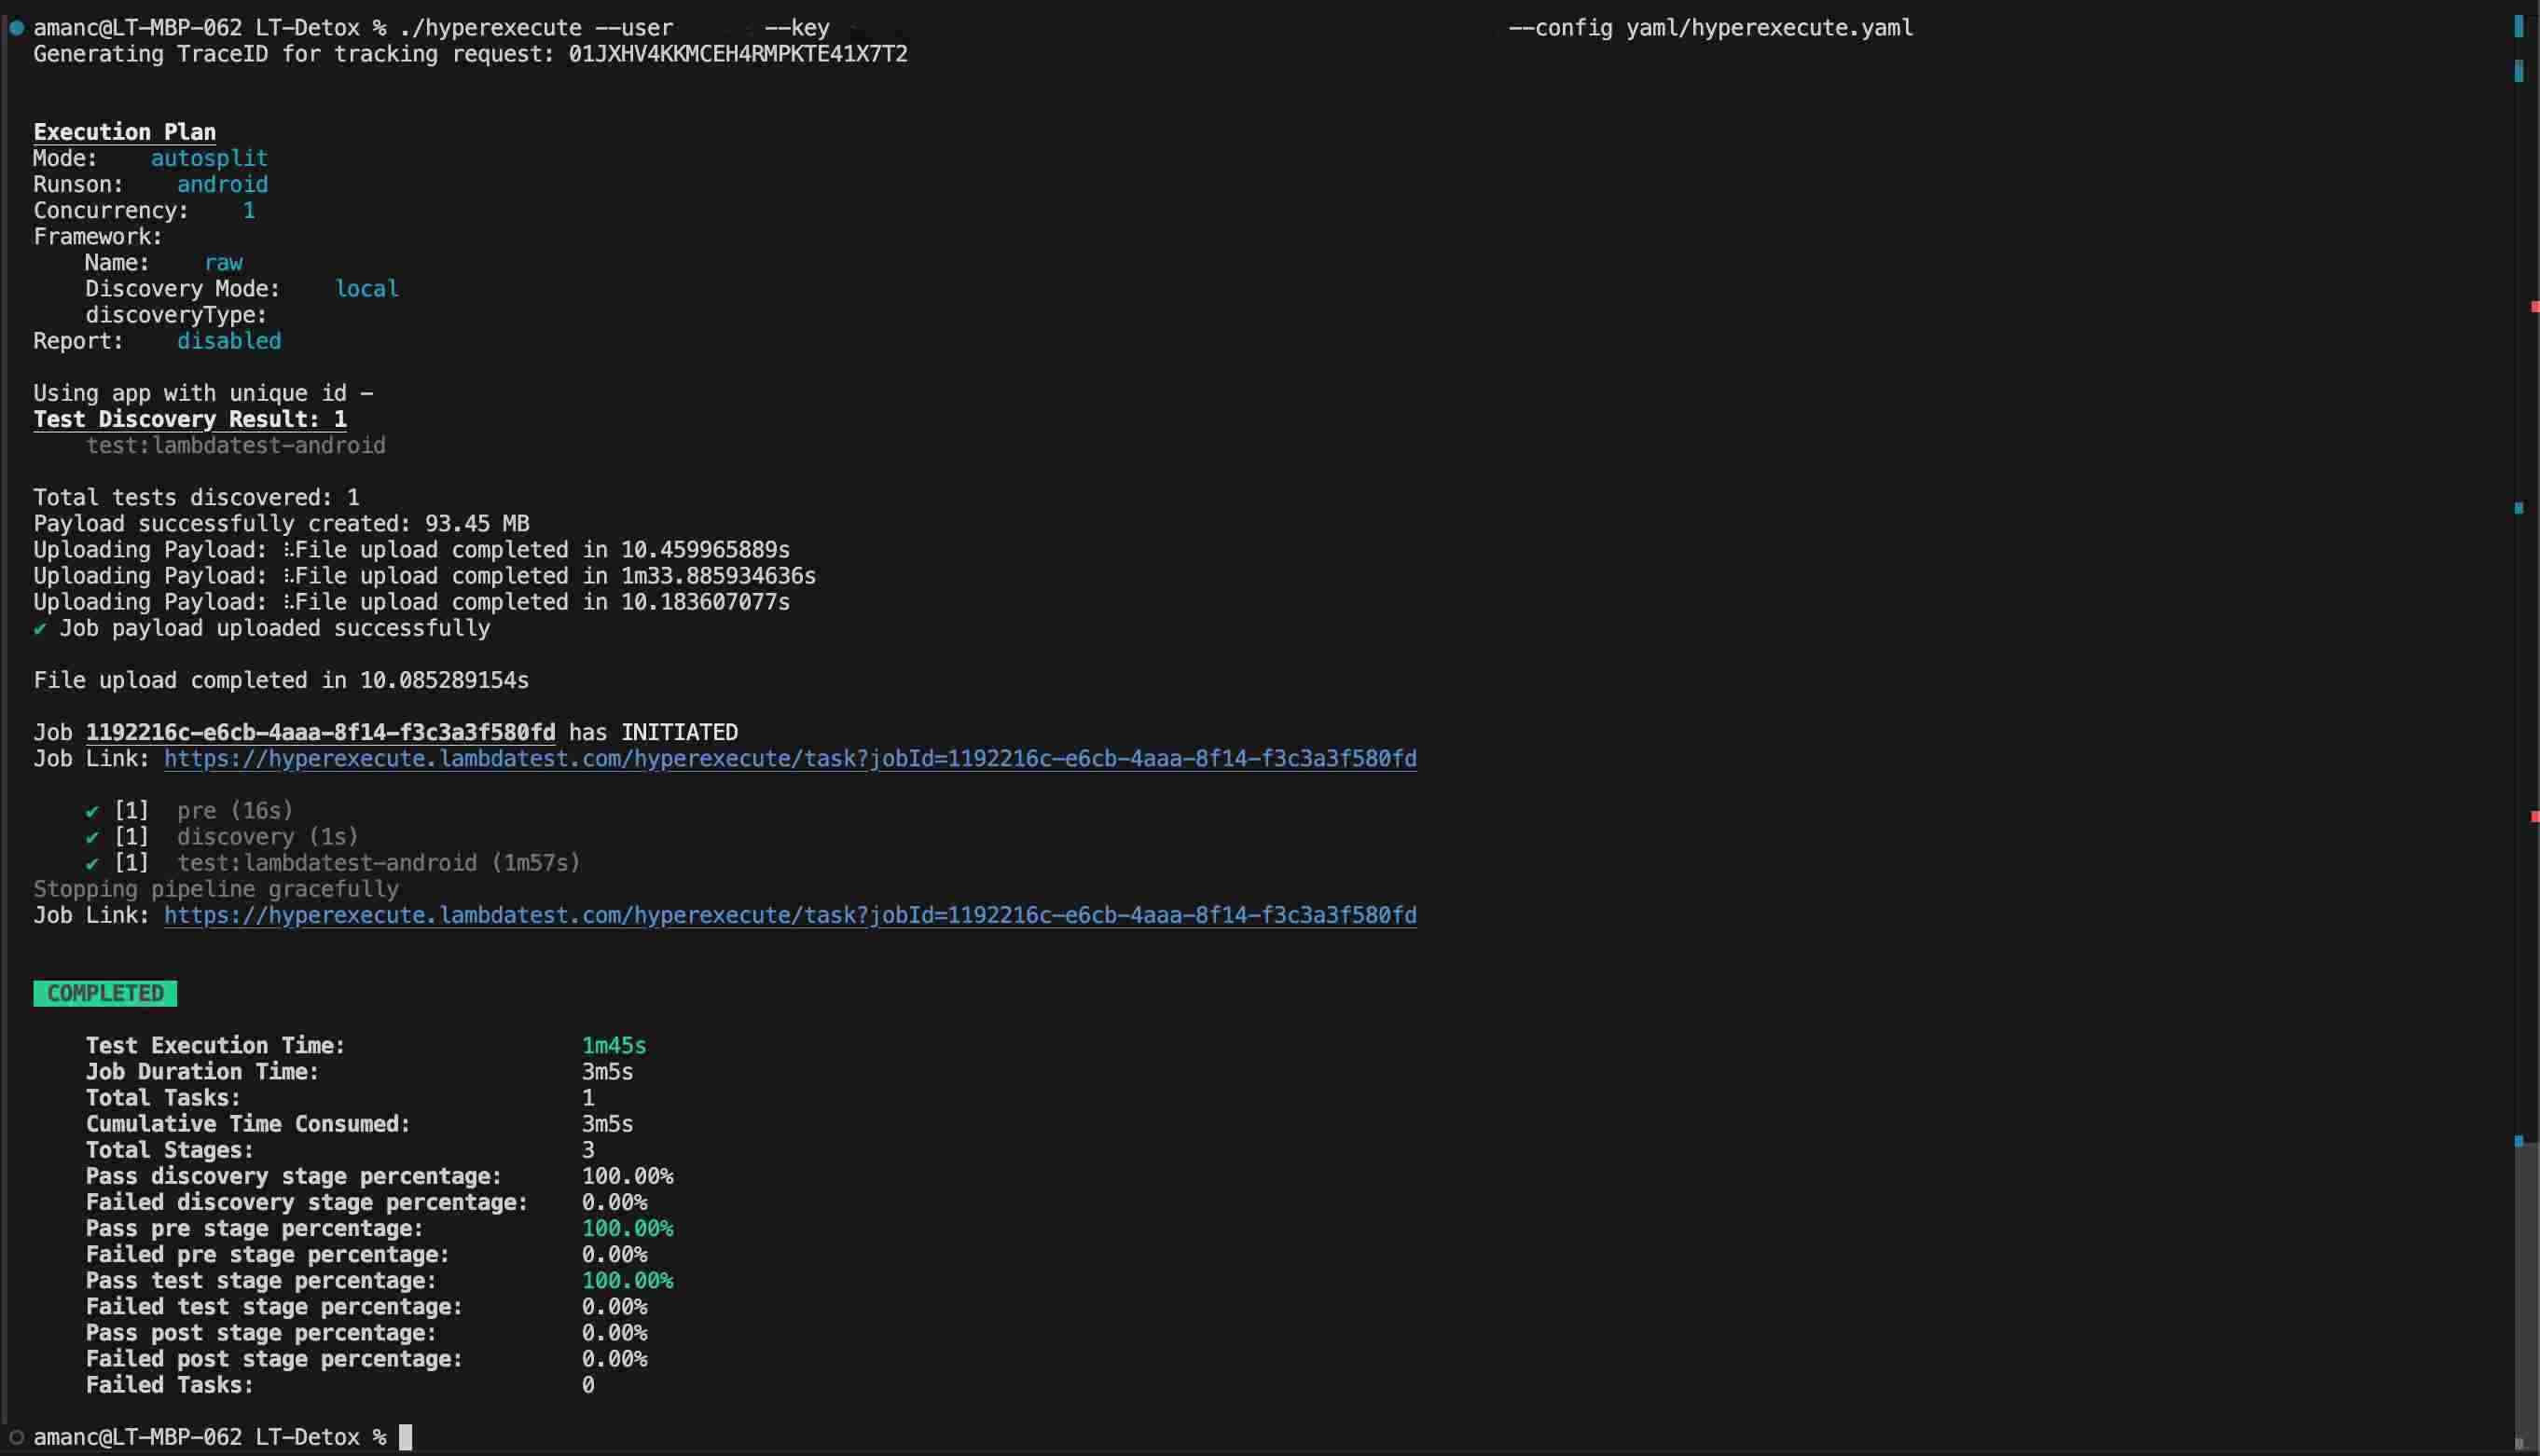 amanc@LT-MBP-062 LT-Detox % ./hyperexecute --user --key --config yaml/hyperexecute.yaml
Generating TraceID for tracking request: 01JXHV4KKMCEH4RMPKTE41X7T2
Execution Plan
Mode: autosplit
Runson: android
Concurrency: 1
Framework:
Name: raw
Discovery Mode: local
discoveryType:
Report: disabled
Using app with unique id -
Test Discovery Result: 1
test:lambdatest-android
Total tests discovered: 1
Payload successfully created: 93.45 MB
Uploading Payload: ⠧File upload completed in 10.459965889s
Uploading Payload: ⠧File upload completed in 1m33.885934636s
Uploading Payload: ⠧File upload completed in 10.183607077s
✔ Job payload uploaded successfully
File upload completed in 10.085289154s
Job 1192216c-e6cb-4aaa-8f14-f3c3a3f580fd has INITIATED
Job Link: https://hyperexecute.lambdatest.com/hyperexecute/task?jobId=1192216c-e6cb-4aaa-8f14-f3c3a3f580fd
✔ [1] pre (16s)
✔ [1] discovery (1s)
✔ [1] test:lambdatest-android (1m57s)
Stopping pipeline gracefully
Job Link: https://hyperexecute.lambdatest.com/hyperexecute/task?jobId=1192216c-e6cb-4aaa-8f14-f3c3a3f580fd
COMPLETED
Test Execution Time: 1m45s
Job Duration Time: 3m5s
Total Tasks: 1
Cumulative Time Consumed: 3m5s
Total Stages: 3
Pass discovery stage percentage: 100.00%
Failed discovery stage percentage: 0.00%
Pass pre stage percentage: 100.00%
Failed pre stage percentage: 0.00%
Pass test stage percentage: 100.00%
Failed test stage percentage: 0.00%
Pass post stage percentage: 0.00%
Failed post stage percentage: 0.00%
Failed Tasks: 0
amanc@LT-MBP-062 LT-Detox %